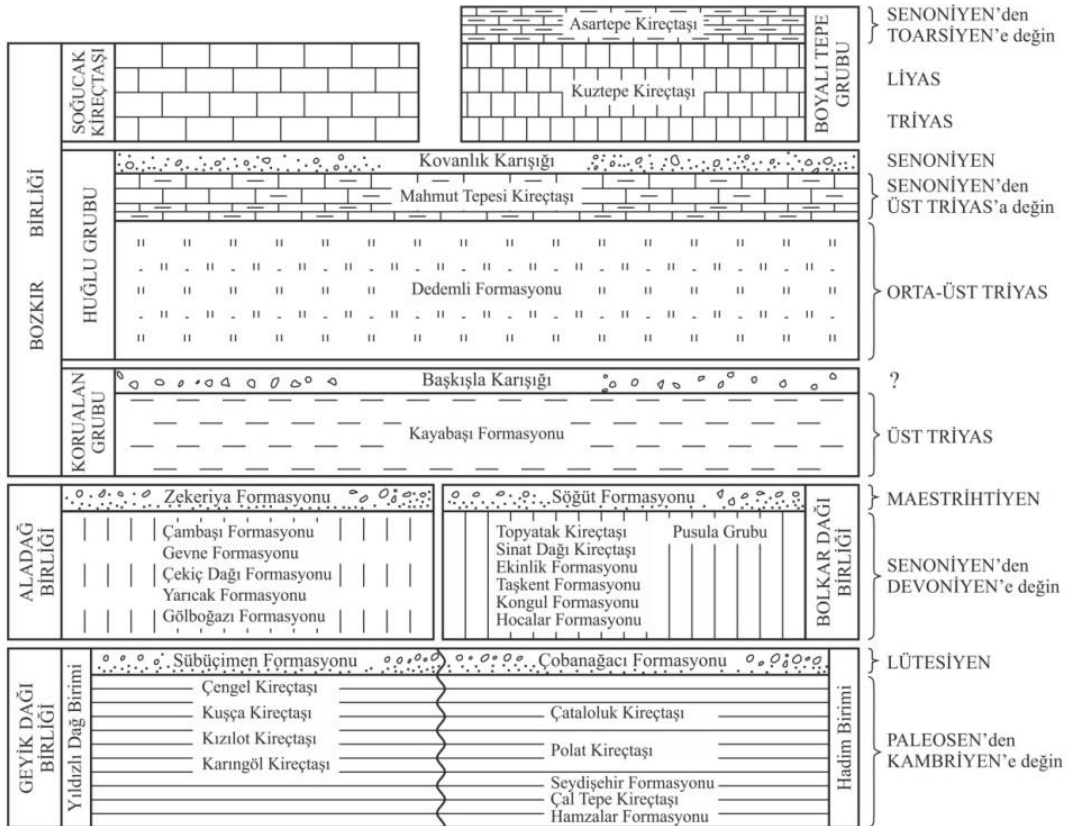 Asartepe Kireçtaşı
Kuztepe Kireçtaşı
SOĞUCAK
KİREÇTAŞI
BOYALI TEPE
GRUBU
SENONİYEN’den
TOARSİYEN’e değin
LİYAS
TRİYAS
BOZKIR BİRLİĞİ
HUĞLU GRUBU
Kovanlık Karışığı
SENONİYEN
Mahmut Tepesi Kireçtaşı
SENONİYEN’den
ÜST TRİYAS’a değin
Dedemli Formasyonu
ORTA-ÜST TRİYAS
KORUALAN
GRUBU
Başkışla Karışığı
?
Kayabaşı Formasyonu
ÜST TRİYAS
ALADAĞ
BİRLİĞİ
Zekeriya Formasyonu
Çambaşı Formasyonu
Gevne Formasyonu
Çekiç Dağı Formasyonu
Yarıcak Formasyonu
Gölboğazı Formasyonu
Söğüt Formasyonu
Topyatak Kireçtaşı
Pusula Grubu
Sinat Dağı Kireçtaşı
Ekinlik Formasyonu
Taşkent Formasyonu
Kongul Formasyonu
Hocalar Formasyonu
BOLKAR DAĞI
BİRLİĞİ
MAESTRİHTİYEN
SENONİYEN’den
DEVONİYEN’e değin
GEYİK DAĞI
BİRLİĞİ
Yıldızlı Dağ Birimi
Sübüçimen Formasyonu
Çengel Kireçtaşı
Kuşça Kireçtaşı
Kızılot Kireçtaşı
Karıngöl Kireçtaşı
Çobanağacı Formasyonu
Çataloluk Kireçtaşı
Polat Kireçtaşı
Seydişehir Formasyonu
Çal Tepe Kireçtaşı
Hamzalar Formasyonu
Hadim Birimi
LÜTESİYEN
PALEOSEN’den
KAMBRİYEN’e değin